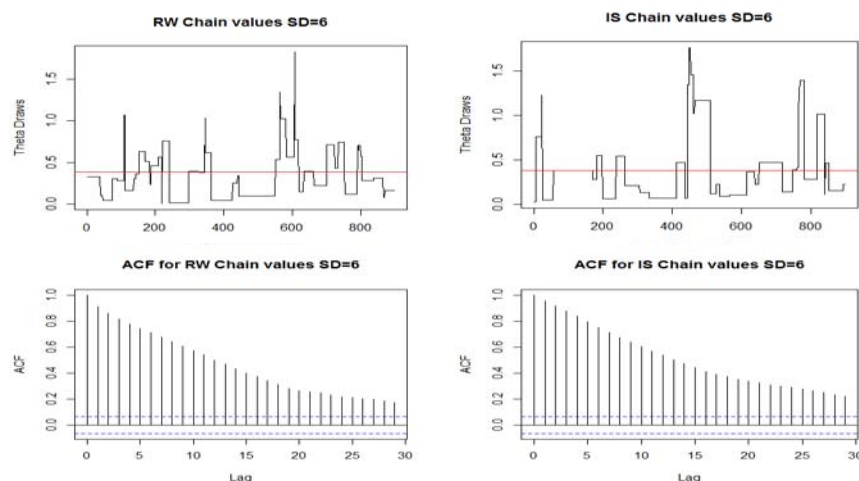 RW Chain values SD=6
Theta Draws
0.0 0.5 1.0 1.5
0 200 400 600 800
IS Chain values SD=6
Theta Draws
0.0 0.5 1.0 1.5
0 200 400 600 800
ACF for RW Chain values SD=6
ACF
0.0 0.2 0.4 0.6 0.8 1.0
0 5 10 15 20 25 30
Lag
ACF for IS Chain values SD=6
ACF
0.0 0.2 0.4 0.6 0.8 1.0
0 5 10 15 20 25 30
Lag